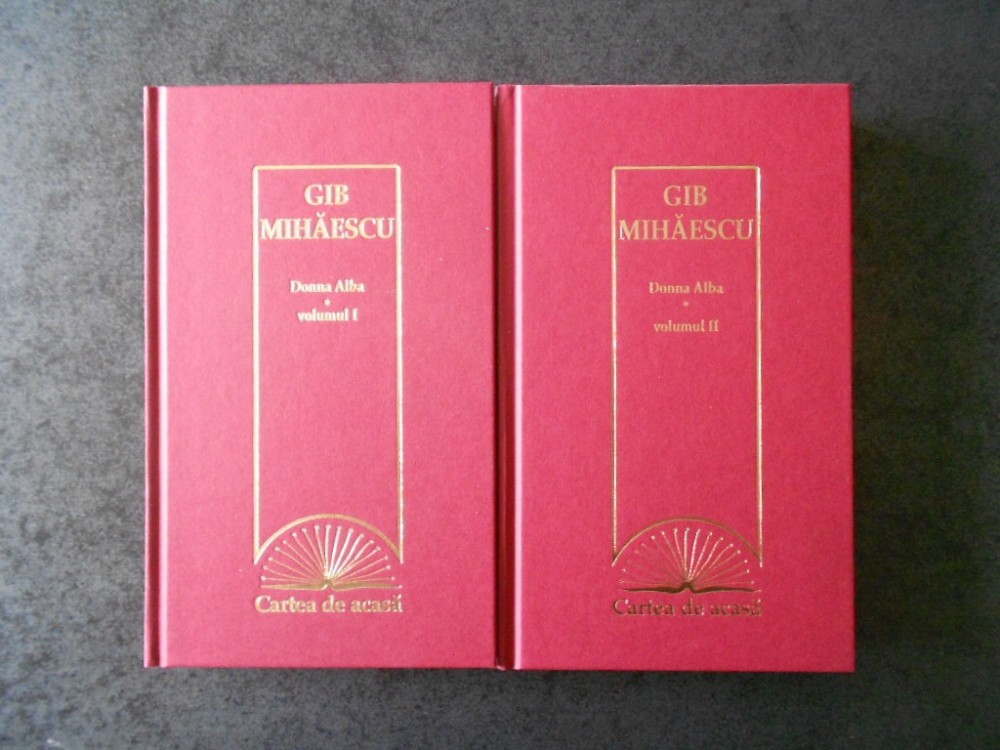 GIB
MIHĂESCU
Donna Alba
*
volumul I
Cartea de acasă
GIB
MIHĂESCU
Donna Alba
*
volumul II
Cartea de acasă